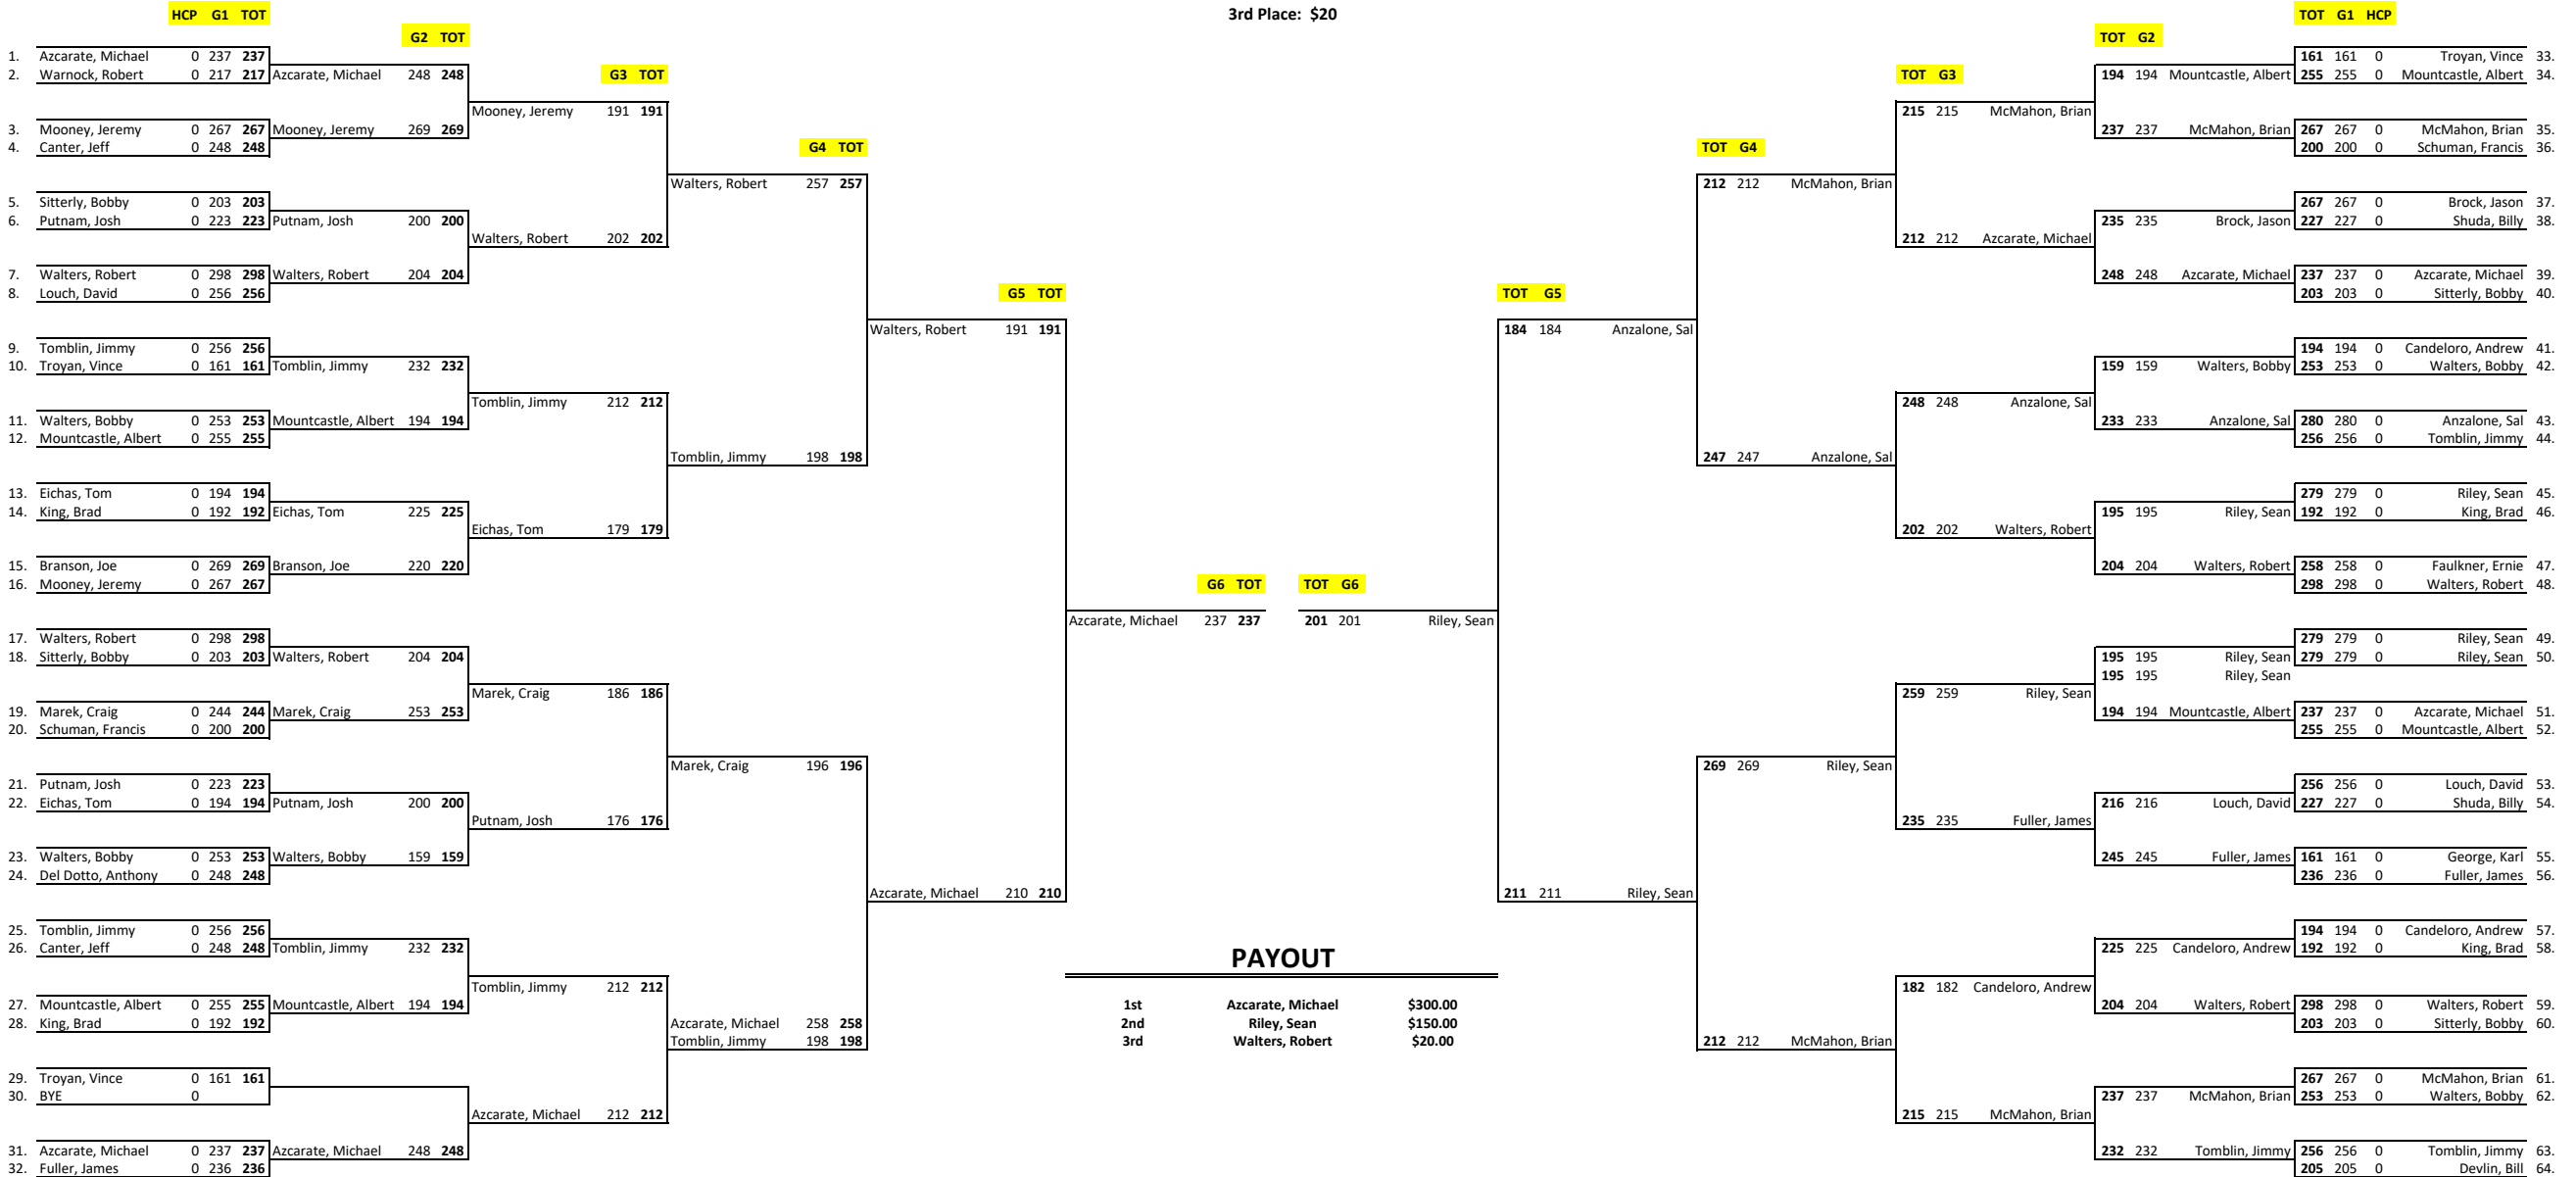 3rd Place: $20
HCP G1 TOT
TOT G1 HCP
G2 TOT
TOT G2
1. Azcarate, Michael 0 237 237
161 161 0 Troyan, Vince 33.
2. Warnock, Robert 0 217 217 Azcarate, Michael 248 248
G3 TOT
TOT G3
194 194 Mountcastle, Albert 255 255 0 Mountcastle, Albert 34.
Mooney, Jeremy 191 191
215 215 McMahon, Brian
3. Mooney, Jeremy 0 267 267 Mooney, Jeremy 269 269
237 237 McMahon, Brian 267 267 0 McMahon, Brian 35.
4. Canter, Jeff 0 248 248
G4 TOT
TOT G4
200 200 0 Schuman, Francis 36.
Walters, Robert 257 257
212 212 McMahon, Brian
5. Sitterly, Bobby 0 203 203
267 267 0 Brock, Jason 37.
6. Putnam, Josh 0 223 223 Putnam, Josh 200 200
235 235 Brock, Jason 227 227 0 Shuda, Billy 38.
Walters, Robert 202 202
212 212 Azcarate, Michael
7. Walters, Robert 0 298 298 Walters, Robert 204 204
248 248 Azcarate, Michael 237 237 0 Azcarate, Michael 39.
8. Louch, David 0 256 256
G5 TOT
TOT G5
203 203 0 Sitterly, Bobby 40.
Walters, Robert 191 191
184 184 Anzalone, Sal
9. Tomblin, Jimmy 0 256 256
194 194 0 Candeloro, Andrew 41.
10. Troyan, Vince 0 161 161 Tomblin, Jimmy 232 232
159 159 Walters, Bobby 253 253 0 Walters, Bobby 42.
Tomblin, Jimmy 212 212
248 248 Anzalone, Sal
11. Walters, Bobby 0 253 253 Mountcastle, Albert 194 194
233 233 Anzalone, Sal 280 280 0 Anzalone, Sal 43.
12. Mountcastle, Albert 0 255 255
256 256 0 Tomblin, Jimmy 44.
Tomblin, Jimmy 198 198
247 247 Anzalone, Sal
13. Eichas, Tom 0 194 194
279 279 0 Riley, Sean 45.
14. King, Brad 0 192 192 Eichas, Tom 225 225
195 195 Riley, Sean 192 192 0 King, Brad 46.
Eichas, Tom 179 179
202 202 Walters, Robert
15. Branson, Joe 0 269 269 Branson, Joe 220 220
204 204 Walters, Robert 258 258 0 Faulkner, Ernie 47.
16. Mooney, Jeremy 0 267 267
G6 TOT
TOT G6
298 298 0 Walters, Robert 48.
Azcarate, Michael 237 237
201 201 Riley, Sean
17. Walters, Robert 0 298 298
279 279 0 Riley, Sean 49.
18. Sitterly, Bobby 0 203 203 Walters, Robert 204 204
195 195 Riley, Sean 279 279 0 Riley, Sean 50.
195 195 Riley, Sean
Marek, Craig 186 186
259 259 Riley, Sean
19. Marek, Craig 0 244 244 Marek, Craig 253 253
194 194 Mountcastle, Albert 237 237 0 Azcarate, Michael 51.
20. Schuman, Francis 0 200 200
255 255 0 Mountcastle, Albert 52.
Marek, Craig 196 196
269 269 Riley, Sean
21. Putnam, Josh 0 223 223
256 256 0 Louch, David 53.
22. Eichas, Tom 0 194 194 Putnam, Josh 200 200
216 216 Louch, David 227 227 0 Shuda, Billy 54.
Putnam, Josh 176 176
235 235 Fuller, James
23. Walters, Bobby 0 253 253 Walters, Bobby 159 159
245 245 Fuller, James 161 161 0 George, Karl 55.
24. Del Dotto, Anthony 0 248 248
236 236 0 Fuller, James 56.
Azcarate, Michael 210 210
211 211 Riley, Sean
25. Tomblin, Jimmy 0 256 256
194 194 0 Candeloro, Andrew 57.
26. Canter, Jeff 0 248 248 Tomblin, Jimmy 232 232
225 225 Candeloro, Andrew 192 192 0 King, Brad 58.
PAYOUT
Tomblin, Jimmy 212 212
182 182 Candeloro, Andrew
27. Mountcastle, Albert 0 255 255 Mountcastle, Albert 194 194
1st Azcarate, Michael $300.00
204 204 Walters, Robert 298 298 0 Walters, Robert 59.
28. King, Brad 0 192 192
Azcarate, Michael 258 258
2nd Riley, Sean $150.00
203 203 0 Sitterly, Bobby 60.
Tomblin, Jimmy 198 198
3rd Walters, Robert $20.00
212 212 McMahon, Brian
29. Troyan, Vince 0 161 161
267 267 0 McMahon, Brian 61.
30. BYE 0
237 237 McMahon, Brian 253 253 0 Walters, Bobby 62.
Azcarate, Michael 212 212
215 215 McMahon, Brian
31. Azcarate, Michael 0 237 237 Azcarate, Michael 248 248
232 232 Tomblin, Jimmy 256 256 0 Tomblin, Jimmy 63.
32. Fuller, James 0 236 236
205 205 0 Devlin, Bill 64.